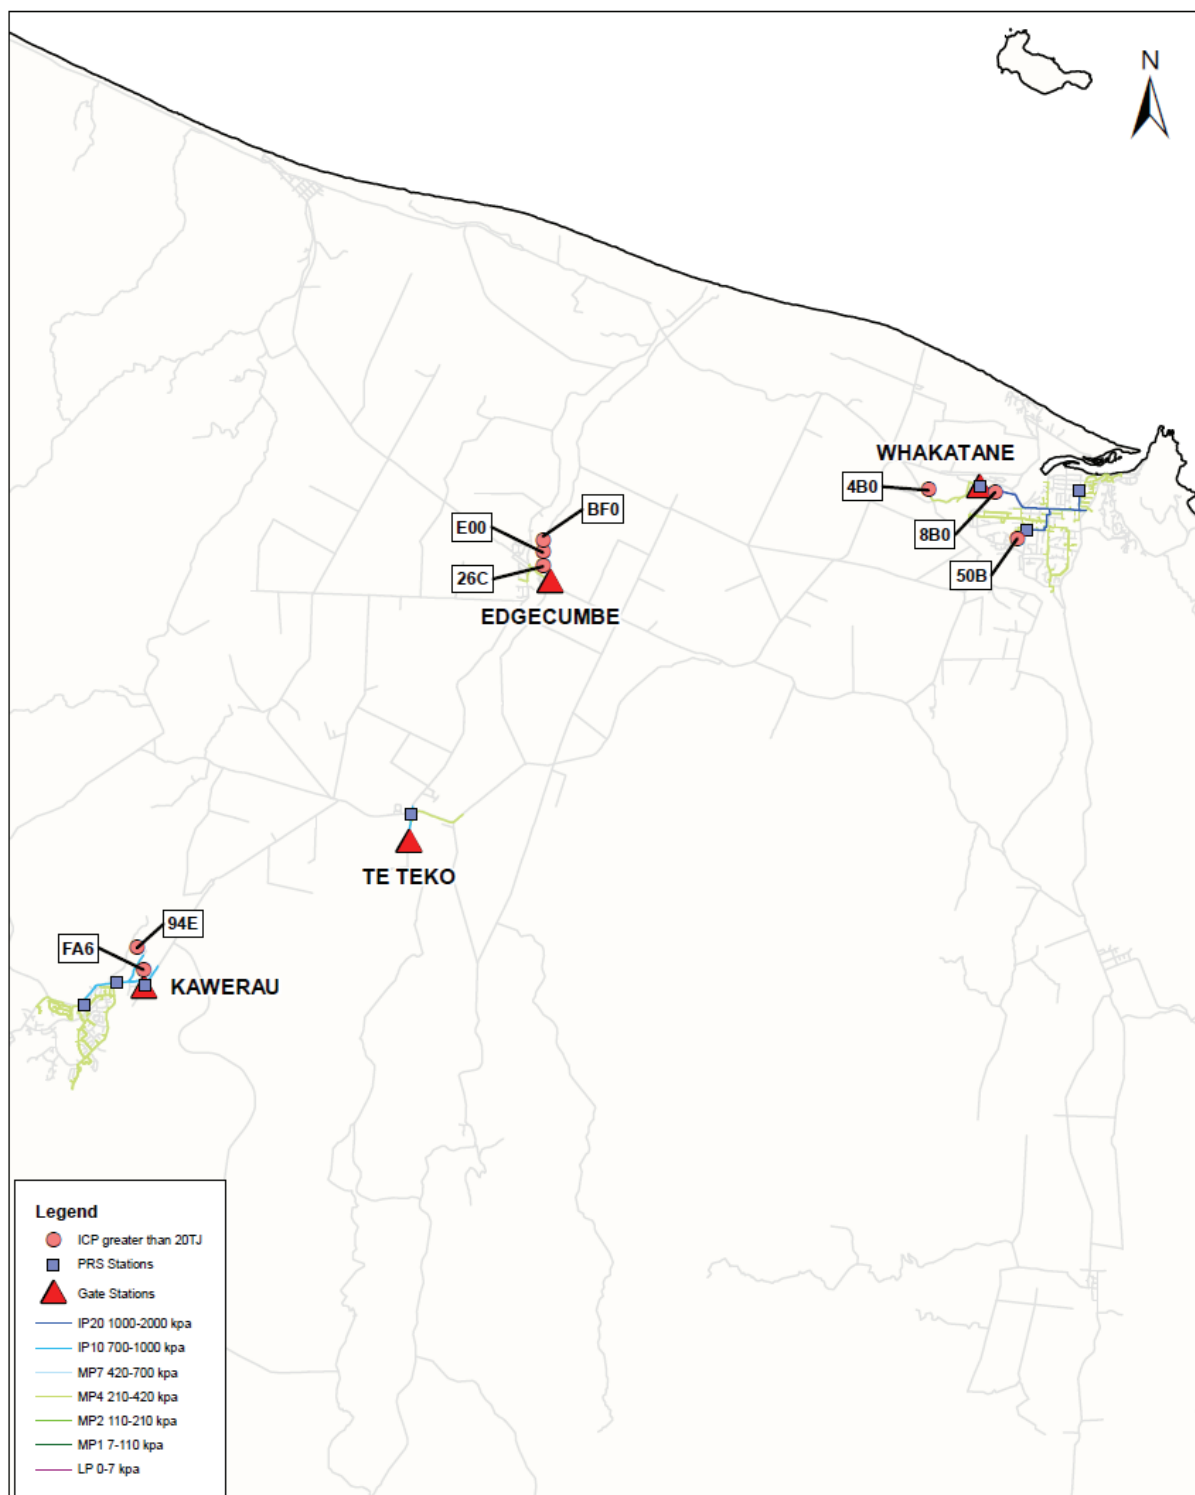 N
WHAKATANE
4B0
BF0
E00
8B0
26C
50B
EDGECUMBE
TE TEKO
94E
FA6
KAWERAU
Legend
ICP greater than 20TJ
PRS Stations
Gate Stations
IP20 1000-2000 kpa
IP10 700-1000 kpa
MP7 420-700 kpa
MP4 210-420 kpa
MP2 110-210 kpa
MP1 7-110 kpa
LP 0-7 kpa